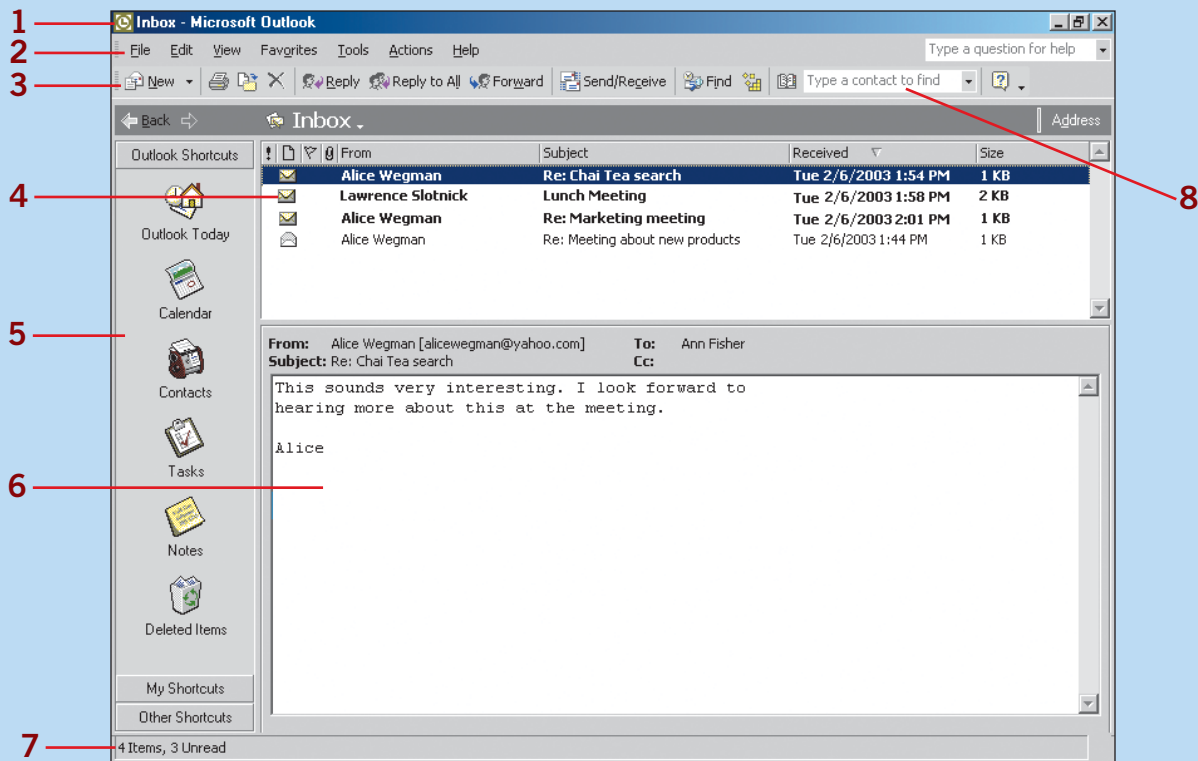 1
Inbox - Microsoft Outlook
2
File Edit View Favorites Tools Actions Help
Type a question for help
3
New Reply Reply to All Forward Send/Receive Find Type a contact to find
Back Inbox Address
Outlook Shortcuts
! From Subject Received Size
4
Alice Wegman Re: Chai Tea search Tue 2/6/2003 1:54 PM 1 KB
Lawrence Slotnick Lunch Meeting Tue 2/6/2003 1:58 PM 2 KB
Alice Wegman Re: Marketing meeting Tue 2/6/2003 2:01 PM 1 KB
Alice Wegman Re: Meeting about new products Tue 2/6/2003 1:44 PM 1 KB
8
Outlook Today
Calendar
5
Contacts
Tasks
6
Notes
Deleted Items
My Shortcuts
Other Shortcuts
From: Alice Wegman [alicewegman@yahoo.com] To: Ann Fisher
Subject: Re: Chai Tea search Cc:
This sounds very interesting. I look forward to
hearing more about this at the meeting.
Alice
7
4 Items, 3 Unread